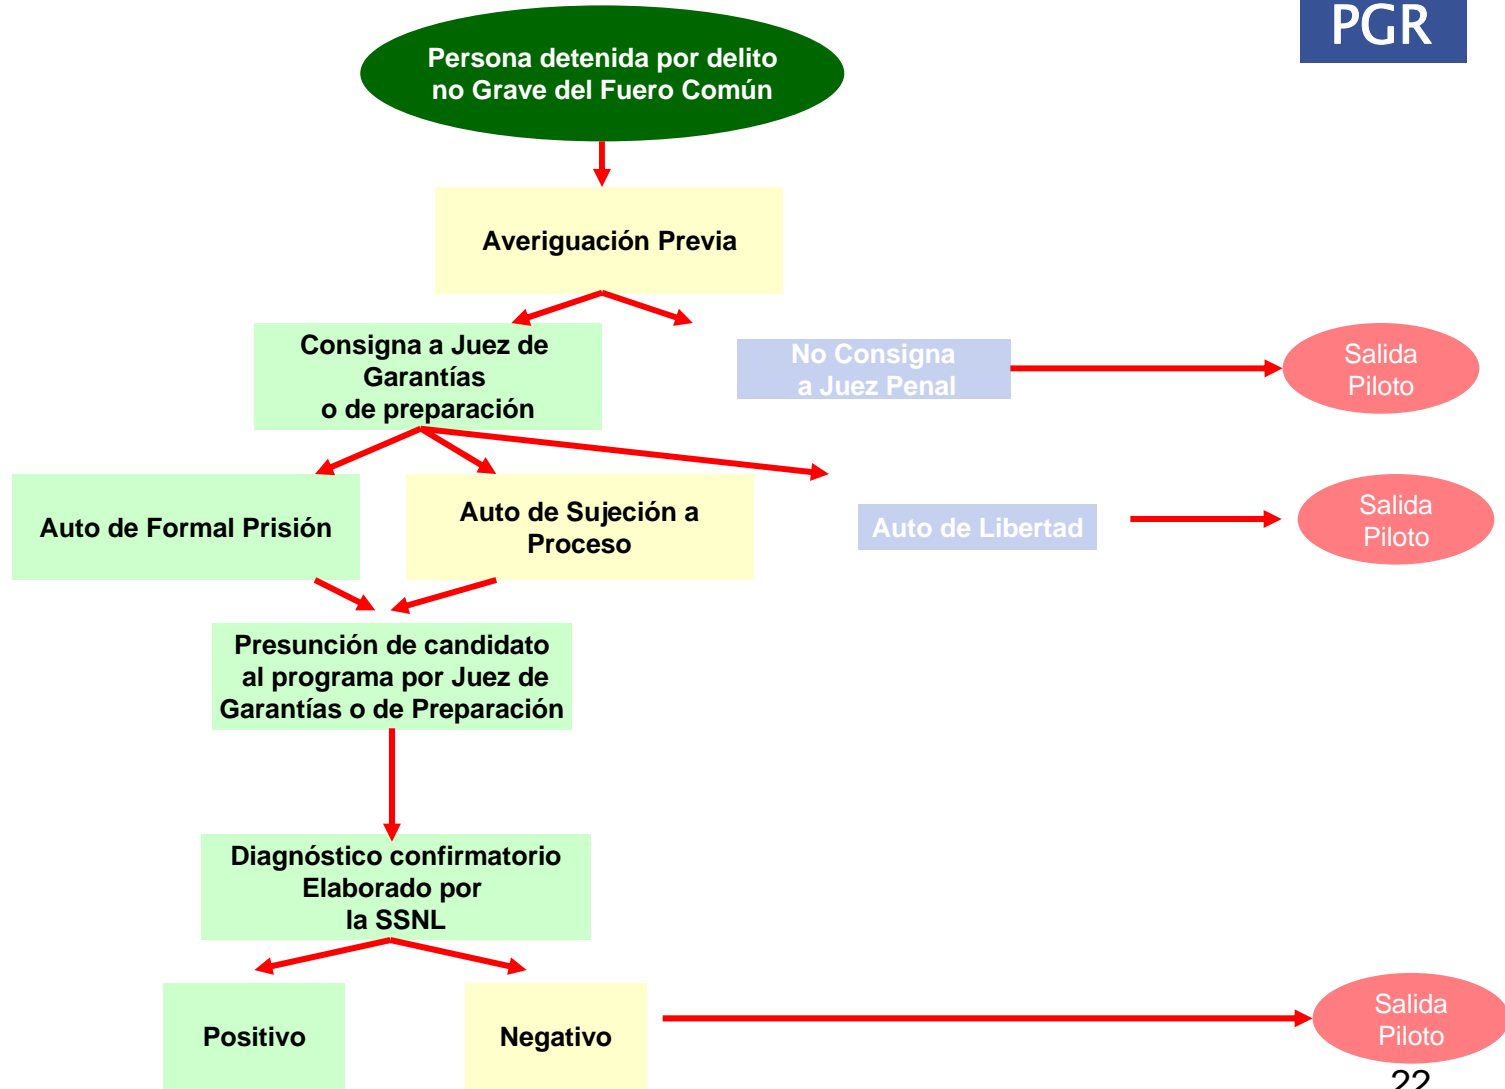 PGR
Persona detenida por delito
no Grave del Fuero Común
Averiguación Previa
Consigna a Juez de
Garantías
o de preparación
No Consigna
a Juez Penal
Salida
Piloto
Auto de Formal Prisión
Auto de Sujeción a
Proceso
Auto de Libertad
Salida
Piloto
Presunción de candidato
al programa por Juez de
Garantías o de Preparación
Diagnóstico confirmatorio
Elaborado por
la SSNL
Positivo
Negativo
Salida
Piloto
22